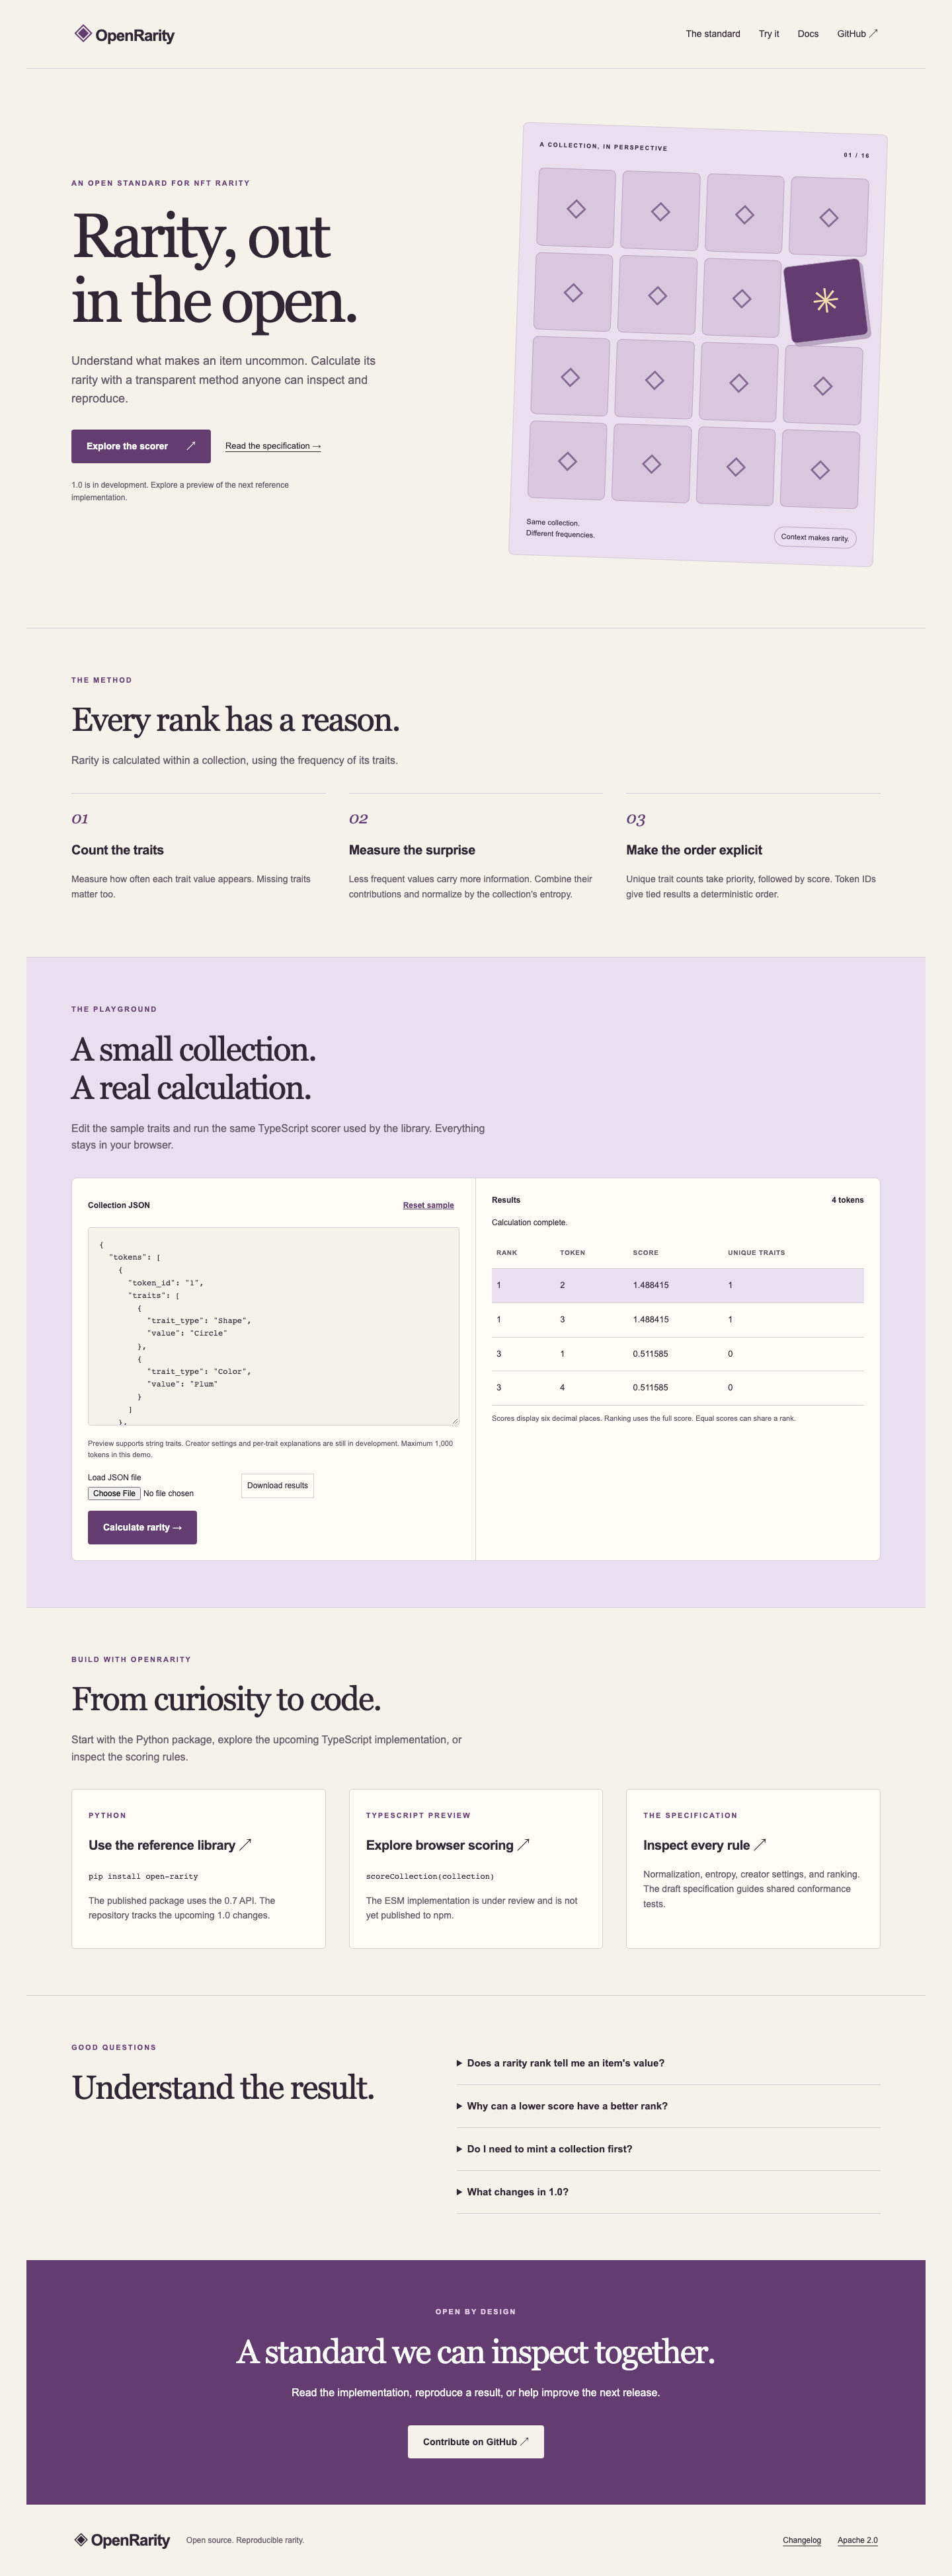 OpenRarity
The standard
Try it
Docs
GitHub ↗
AN OPEN STANDARD FOR NFT RARITY
Rarity, out
in the open.
Understand what makes an item uncommon. Calculate its
rarity with a transparent method anyone can inspect and
reproduce.
Explore the scorer ↗
Read the specification →
1.0 is in development. Explore a preview of the next reference
implementation.
A COLLECTION, IN PERSPECTIVE
01 / 16
Same collection.
Different frequencies.
Context makes rarity.
THE METHOD
Every rank has a reason.
Rarity is calculated within a collection, using the frequency of its traits.
01
Count the traits
Measure how often each trait value appears. Missing traits
matter too.
02
Measure the surprise
Less frequent values carry more information. Combine their
contributions and normalize by the collection's entropy.
03
Make the order explicit
Unique trait counts take priority, followed by score. Token IDs
give tied results a deterministic order.
THE PLAYGROUND
A small collection.
A real calculation.
Edit the sample traits and run the same TypeScript scorer used by the library. Everything
stays in your browser.
Collection JSON
Reset sample
{
"tokens": [
{
"token_id": "1",
"traits": [
{
"trait_type": "Shape",
"value": "Circle"
},
{
"trait_type": "Color",
"value": "Plum"
}
]
},
Preview supports string traits. Creator settings and per-trait explanations are still in development. Maximum 1,000
tokens in this demo.
Load JSON file
Choose File No file chosen
Download results
Calculate rarity →
Results
4 tokens
Calculation complete.
RANK TOKEN SCORE UNIQUE TRAITS
1 2 1.488415 1
1 3 1.488415 1
3 1 0.511585 0
3 4 0.511585 0
Scores display six decimal places. Ranking uses the full score. Equal scores can share a rank.
BUILD WITH OPENRARITY
From curiosity to code.
Start with the Python package, explore the upcoming TypeScript implementation, or
inspect the scoring rules.
PYTHON
Use the reference library ↗
pip install open-rarity
The published package uses the 0.7 API. The
repository tracks the upcoming 1.0 changes.
TYPESCRIPT PREVIEW
Explore browser scoring ↗
scoreCollection(collection)
The ESM implementation is under review and is not
yet published to npm.
THE SPECIFICATION
Inspect every rule ↗
Normalization, entropy, creator settings, and ranking.
The draft specification guides shared conformance
tests.
GOOD QUESTIONS
Understand the result.
Does a rarity rank tell me an item's value?
Why can a lower score have a better rank?
Do I need to mint a collection first?
What changes in 1.0?
OPEN BY DESIGN
A standard we can inspect together.
Read the implementation, reproduce a result, or help improve the next release.
Contribute on GitHub ↗
OpenRarity
Open source. Reproducible rarity.
Changelog
Apache 2.0